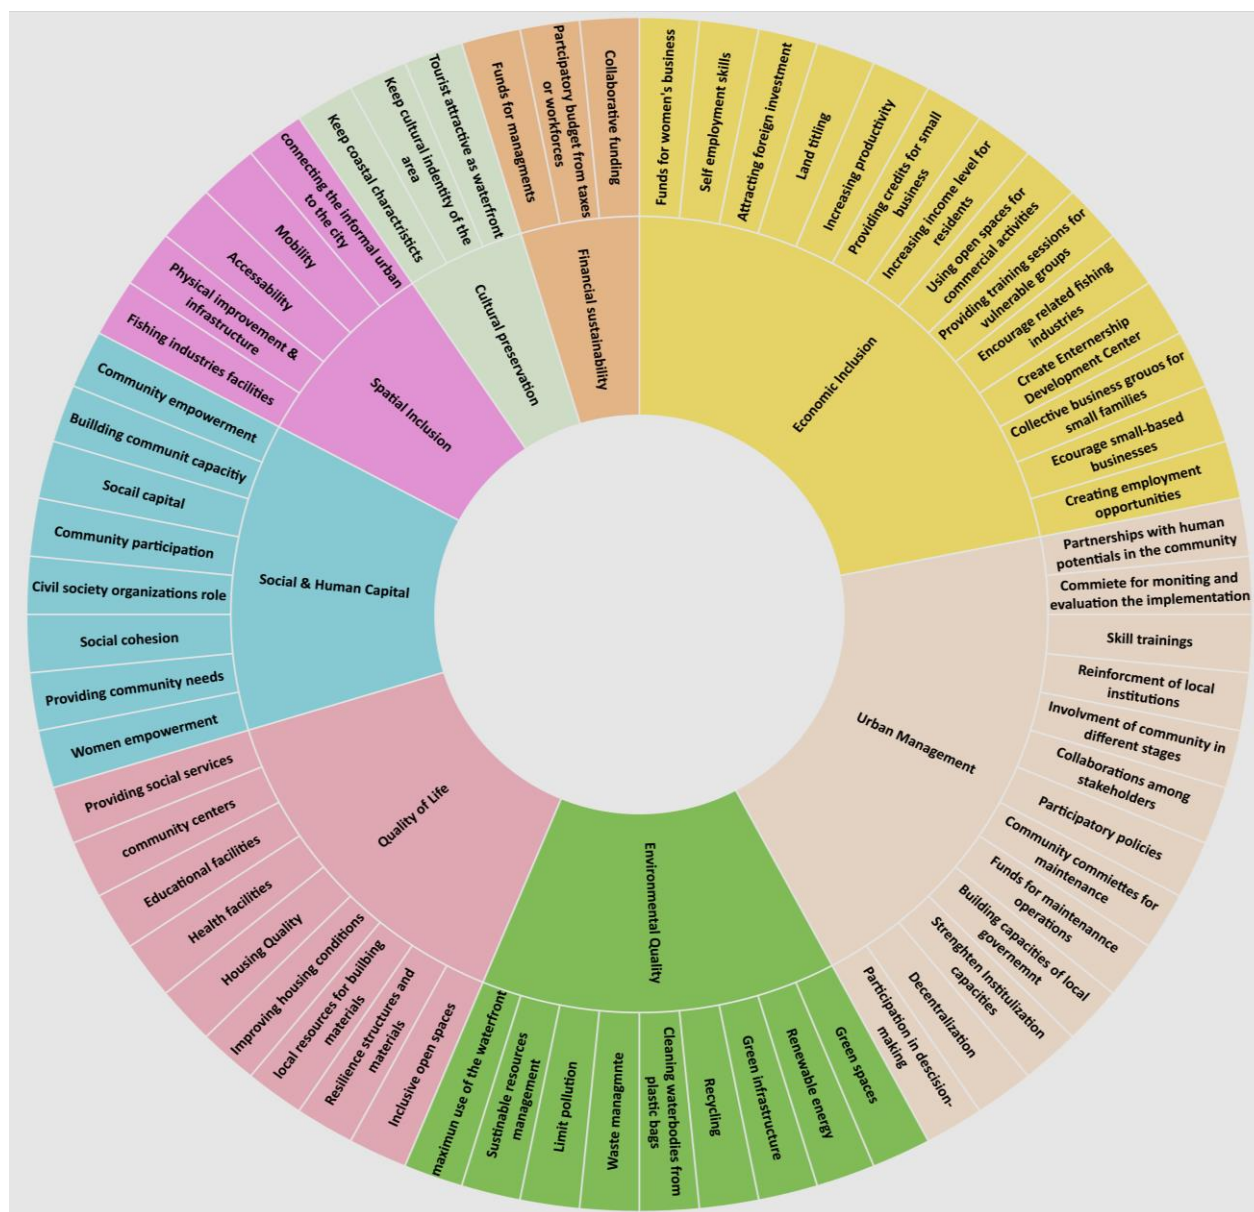 Economic Inclusion
Funds for women's business
Self employment skills
Attracting foreign investment
Land titling
Increasing productivity
Providing credits for small
business
Increasing income level for
residents
Using open spaces for
commercial activities
Providing training sessions for
vulnerable groups
Encourage related fishing
industries
Create Enternership
Development Center
Collective business grouos for
small families
Ecourage small-based
businesses
Creating employment
opportunities
Urban Management
Partnerships with human
potentials in the community
Commiete for moniting and
evaluation the implementation
Skill trainings
Reinforcment of local
institutions
Involvment of community in
different stages
Collaborations among
stakeholders
Participatory policies
Community commiettes for
maintenance
Funds for maintenannce
operations
Building capacities of local
governemnt
Strenghten Institulization
capacities
Decentralization
Participation in descision-
making
Environmental Quality
Green spaces
Renewable energy
Green infrastructure
Recycling
Cleaning waterbodies from
plastic bags
Waste managmute
Limit pollution
Sustinable resources
management
maximun use of the waterfront
Quality of Life
Inclusive open spaces
Resilience structures and
materials
local resources for builbing
materials
Improving housing conditions
Housing Quality
Health facilities
Educational facilities
community centers
Providing social services
Social & Human Capital
Women empowerment
Providing community needs
Social cohesion
Civil society organizations role
Community participation
Socail capital
Buillding communit capacitiy
Community empowerment
Spatial Inclusion
Fishing industries facilities
Physical improvement &
infrastructure
Accessability
Mobility
connecting the informal urban
to the city
Cultural preservation
Keep coastal characteristicts
Keep cultural indentity of the
area
Tourist attractive as waterfront
Financial sustainability
Funds for managments
Partcipatory budget from taxes
or workforces
Collaborative funding